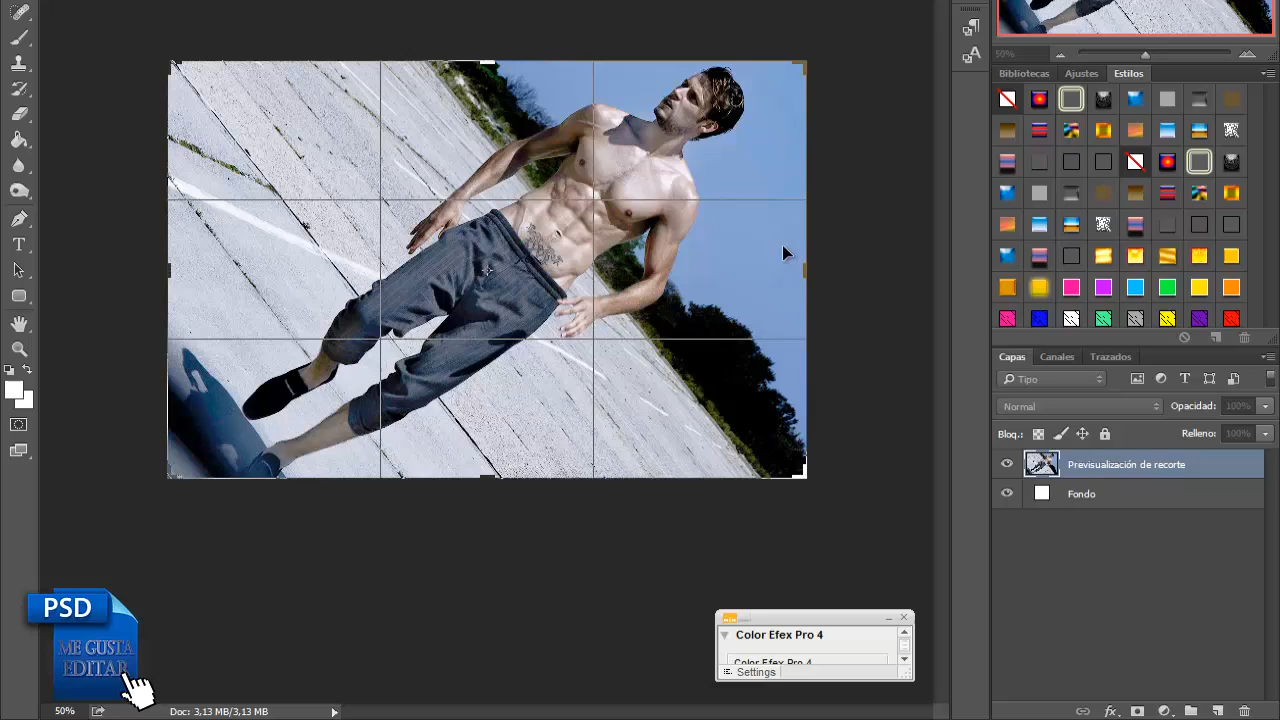 50%
Bibliotecas Ajustes Estilos
Capas Canales Trazados
Tipo
Normal Opacidad: 100%
Bloq.: Relleno: 100%
Previsualización de recorte
Fondo
Color Efex Pro 4
Color Efex Pro 4
Settings
PSD
ME GUSTA
EDITAR
50% Doc: 3,13 MB/3,13 MB